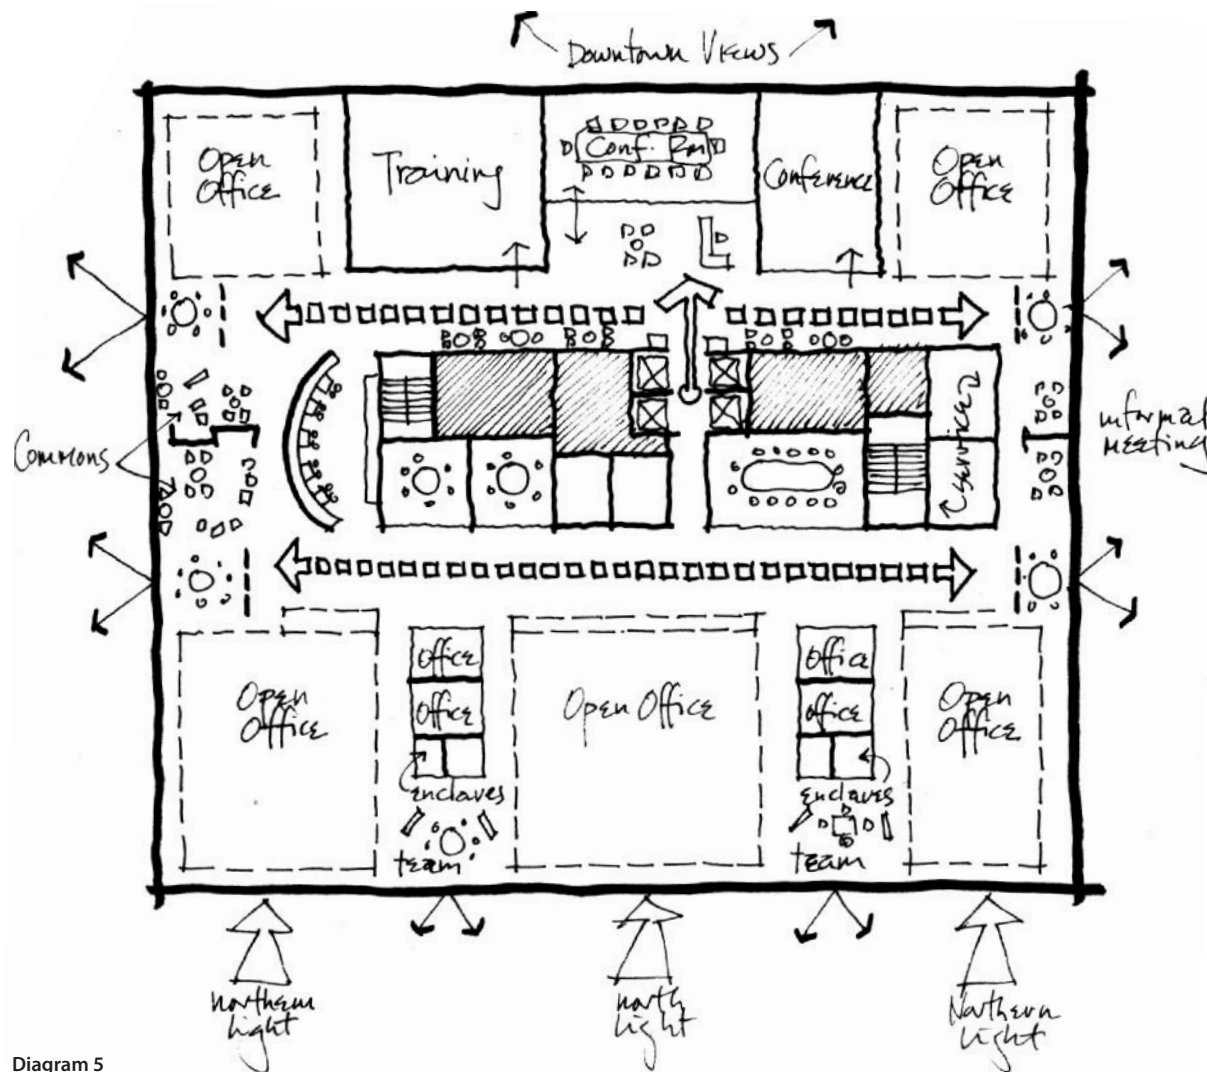 Downtown Views
Open
Office
Training
Conf. Rm
Conference
Open
Office
Commons
informal
meeting
services
Office
Office
Office
Office
Open
Office
Open Office
Open
Office
enclaves
enclaves
team
team
northern
light
north
light
Northern
light
Diagram 5